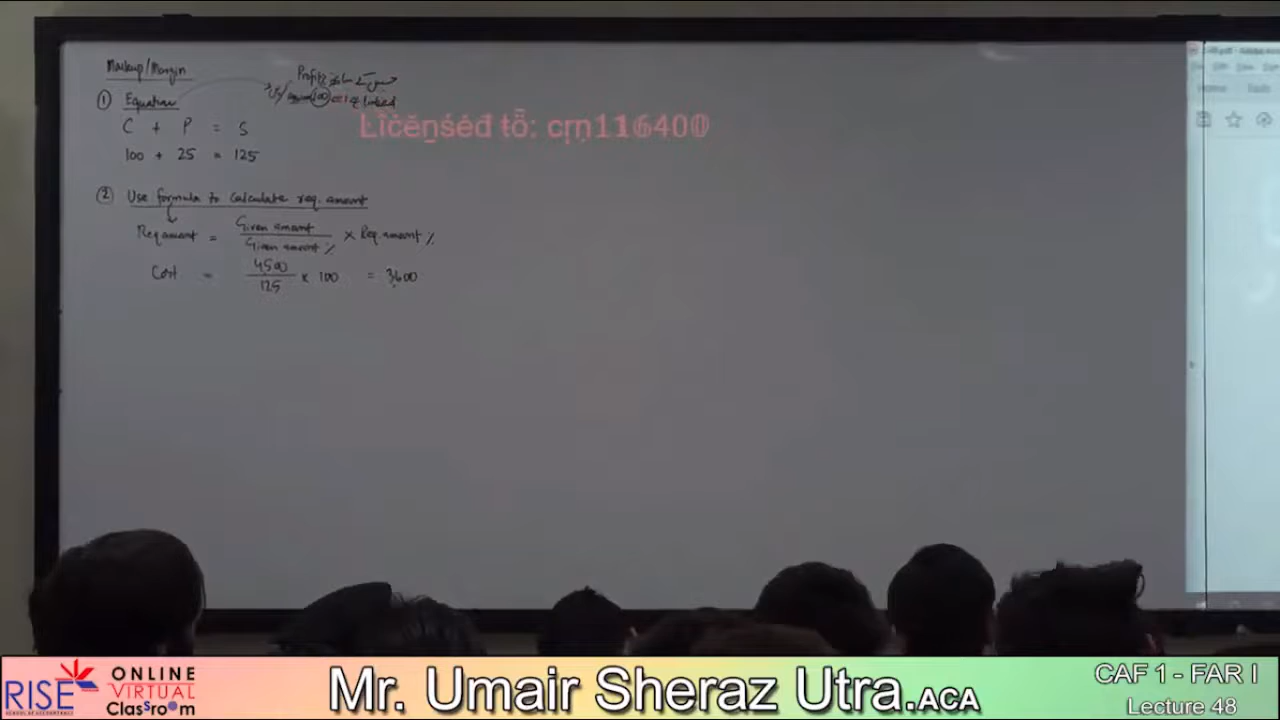 Markup/Margin
① Equation
Profit
100
C + P = S
100 + 25 = 125
② Use formula to calculate req. amount
Req amount = Given amount / Given amount % × Req amount %
Cost = 4500 / 125 × 100 = 3600
Licensed to: crm116400
RISE
ONLINE
VIRTUAL
Classroom
Mr. Umair Sheraz Utra.ACA
CAF 1 - FAR I
Lecture 48